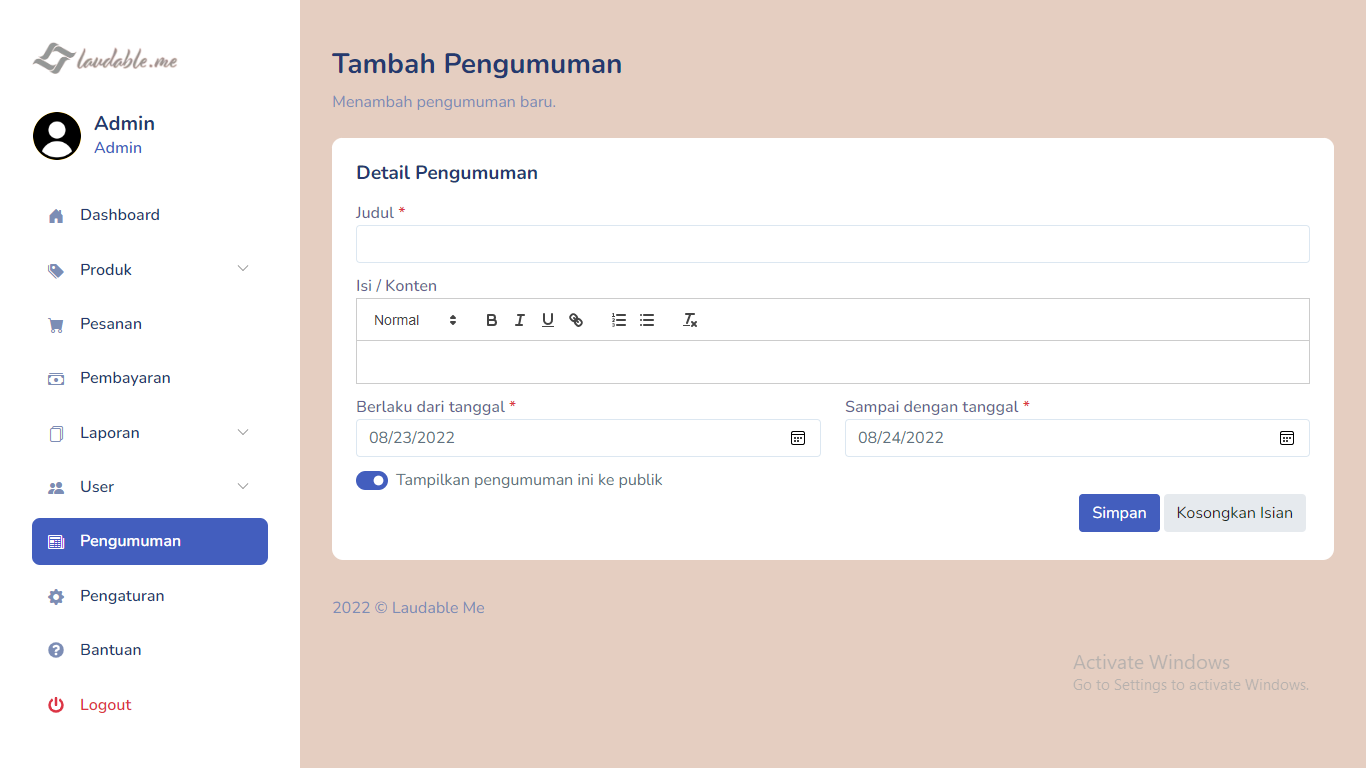 laudable.me
Admin
Admin
Dashboard
Produk
Pesanan
Pembayaran
Laporan
User
Pengumuman
Pengaturan
Bantuan
Logout
Tambah Pengumuman
Menambah pengumuman baru.
Detail Pengumuman
Judul *
Isi / Konten
Normal B I U
Berlaku dari tanggal * Sampai dengan tanggal *
08/23/2022 08/24/2022
Tampilkan pengumuman ini ke publik
Simpan Kosongkan Isian
2022 © Laudable Me
Activate Windows
Go to Settings to activate Windows.